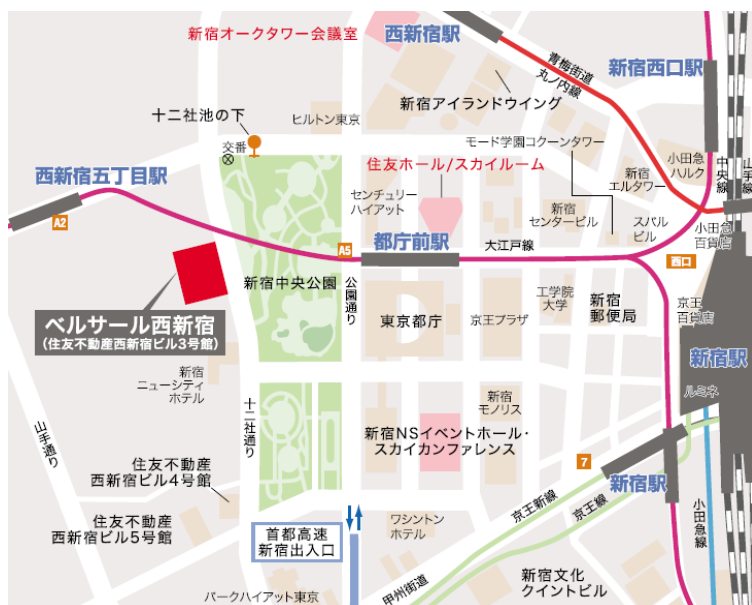 新宿オークタワー会議室
西新宿駅
青梅街道
丸ノ内線
新宿西口駅
新宿アイランドウイング
十二社池の下
ヒルトン東京
交番
モード学園コクーンタワー
住友ホール/スカイルーム
小田急
ハルク
中央線
山手線
新宿
エルタワー
西新宿五丁目駅
A2
センチュリー
ハイアット
新宿
センタービル
スバル
ビル
小田急
百貨店
A5
都庁前駅
大江戸線
西口
新宿中央公園
公園通り
東京都庁
京王プラザ
工学院
大学
新宿
郵便局
京王
百貨店
ベルサール西新宿
(住友不動産西新宿ビル3号館)
新宿駅
ルミネ
新宿
ニューシティ
ホテル
十二社通り
山手通り
新宿
モノリス
新宿NSイベントホール・
スカイカンファレンス
住友不動産
西新宿ビル4号館
7
新宿駅
京王新線
京王線
小田急線
住友不動産
西新宿ビル5号館
首都高速
新宿出入口
ワシントン
ホテル
甲州街道
新宿文化
クイントビル
パークハイアット東京